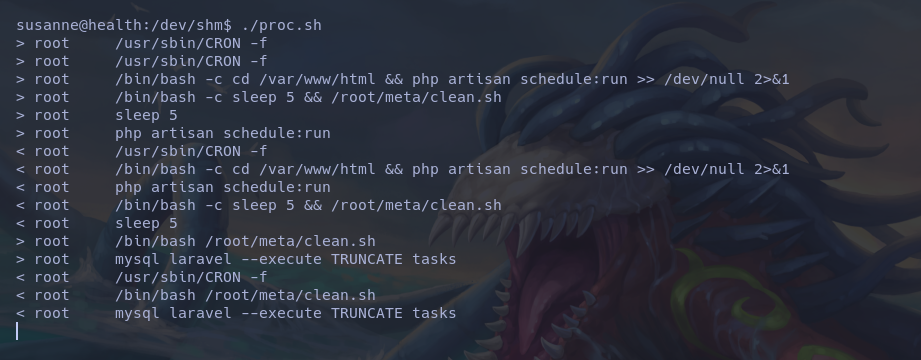 susanne@health:/dev/shm$ ./proc.sh
> root     /usr/sbin/CRON -f
> root     /usr/sbin/CRON -f
> root     /bin/bash -c cd /var/www/html && php artisan schedule:run >> /dev/null 2>&1
> root     /bin/bash -c sleep 5 && /root/meta/clean.sh
> root     sleep 5
> root     php artisan schedule:run
< root     /usr/sbin/CRON -f
< root     /bin/bash -c cd /var/www/html && php artisan schedule:run >> /dev/null 2>&1
< root     php artisan schedule:run
< root     /bin/bash -c sleep 5 && /root/meta/clean.sh
< root     sleep 5
> root     /bin/bash /root/meta/clean.sh
> root     mysql laravel --execute TRUNCATE tasks
< root     /usr/sbin/CRON -f
< root     /bin/bash /root/meta/clean.sh
< root     mysql laravel --execute TRUNCATE tasks